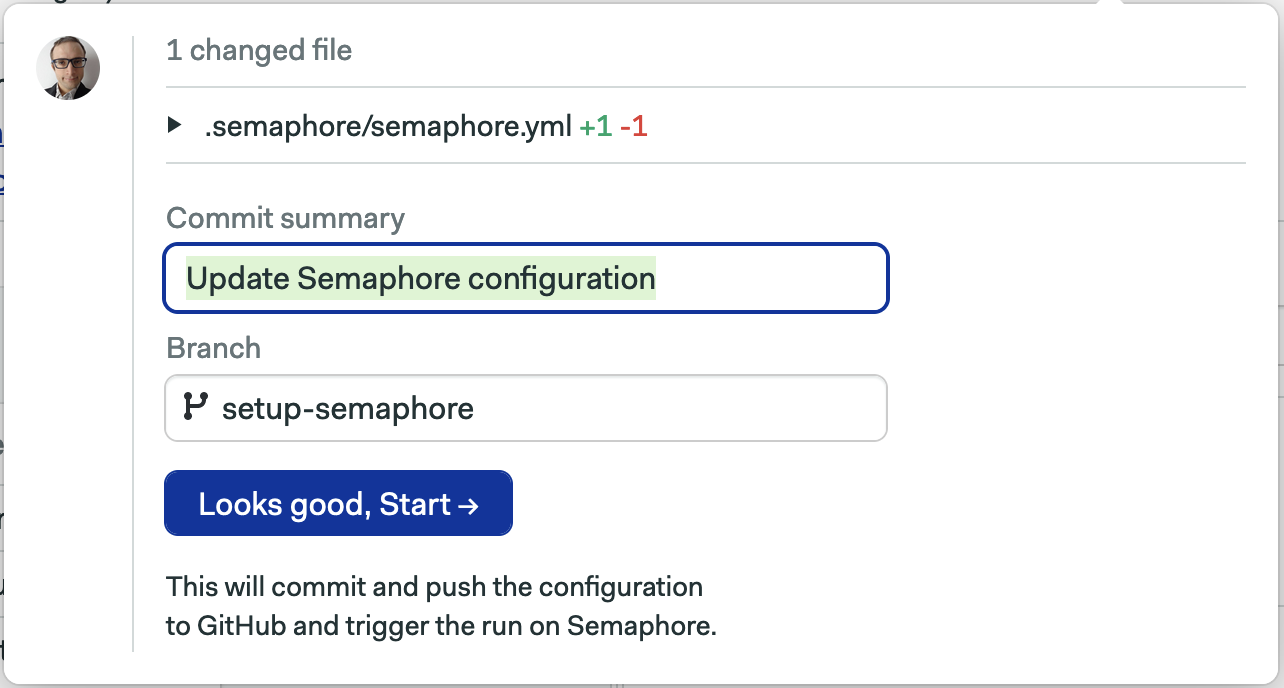 1 changed file
.semaphore/semaphore.yml +1 -1
Commit summary
Update Semaphore configuration
Branch
setup-semaphore
Looks good, Start →
This will commit and push the configuration
to GitHub and trigger the run on Semaphore.